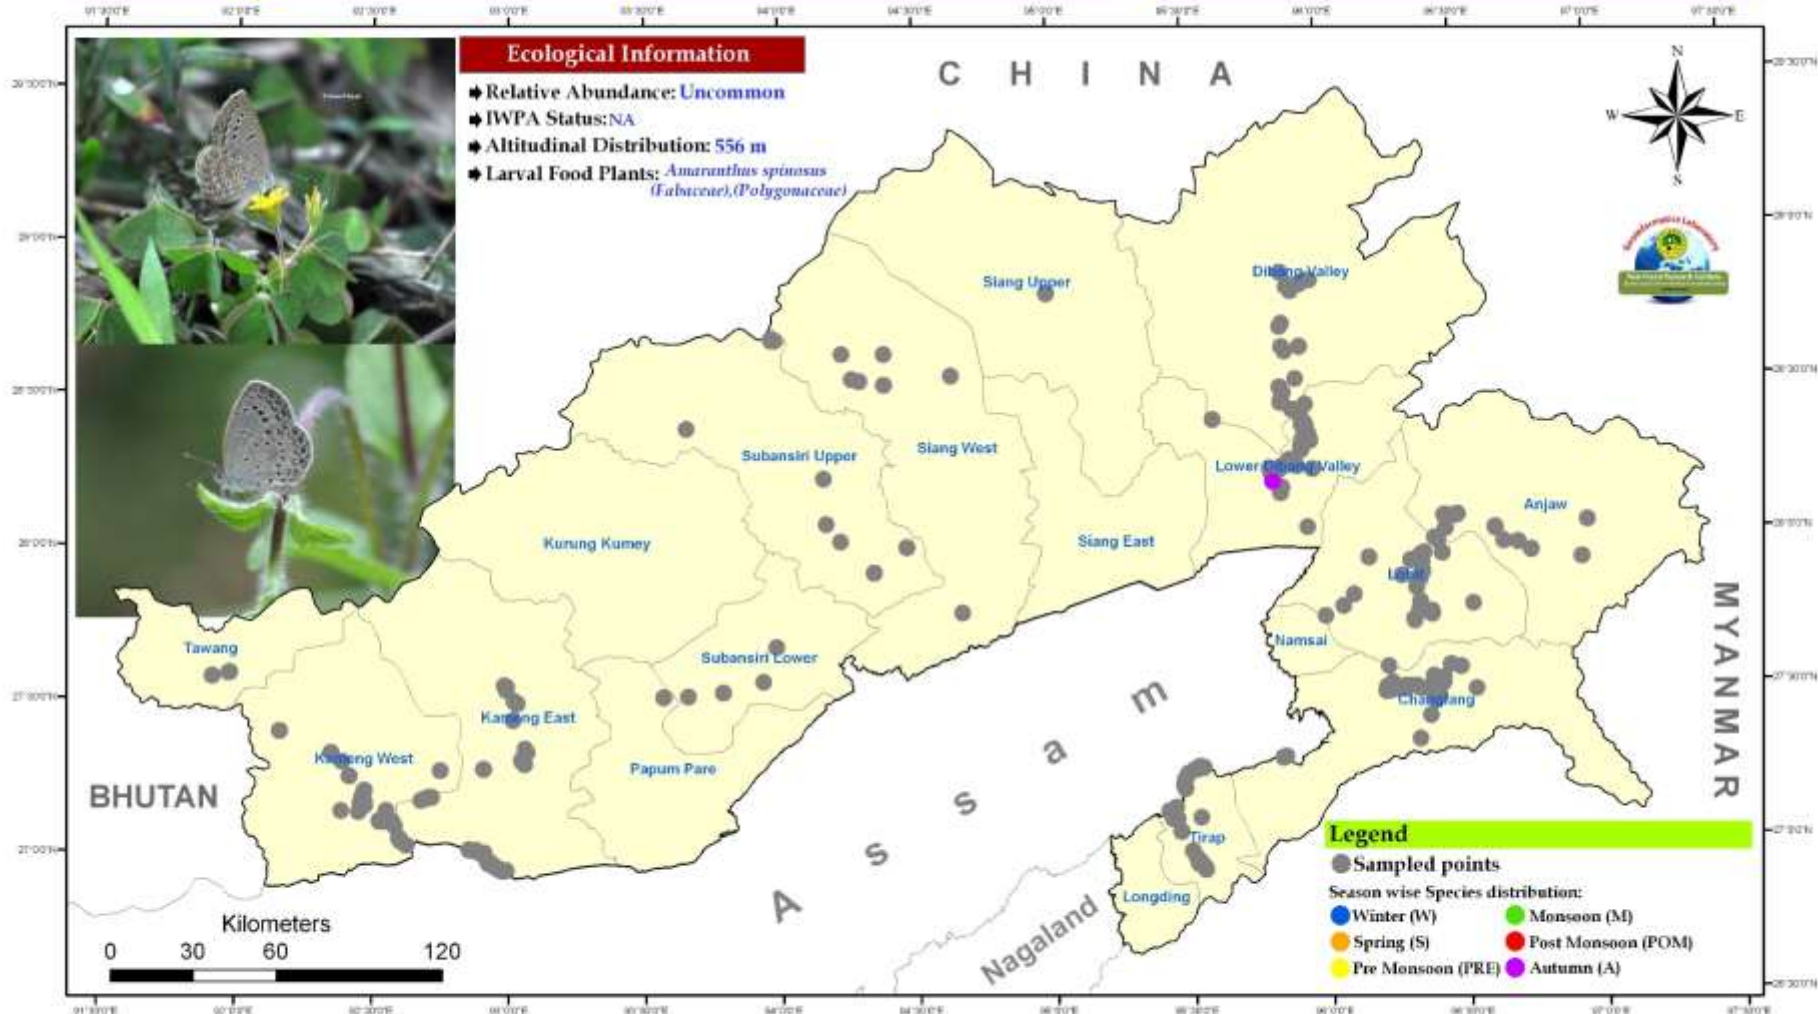 Ecological Information
Relative Abundance: Uncommon
IWPA Status:NA
Altitudinal Distribution: 556 m
Larval Food Plants: Amaranthus spinosus
(Fabaceae),(Polygonaceae)
CHINA
N
W
E
S
Siang Upper
Dibang Valley
Subansiri Upper
Siang West
Lower Dibang Valley
Anjaw
Kurung Kumey
Siang East
Lohit
Tawang
Subansiri Lower
Namsai
MYANMAR
Changlang
Kameng East
Kameng West
Papum Pare
BHUTAN
Assam
Tirap
Longding
Nagaland
Kilometers
0 30 60 120
Legend
Sampled points
Season wise Species distribution:
Winter (W)
Monsoon (M)
Spring (S)
Post Monsoon (POM)
Pre Monsoon (PRE)
Autumn (A)